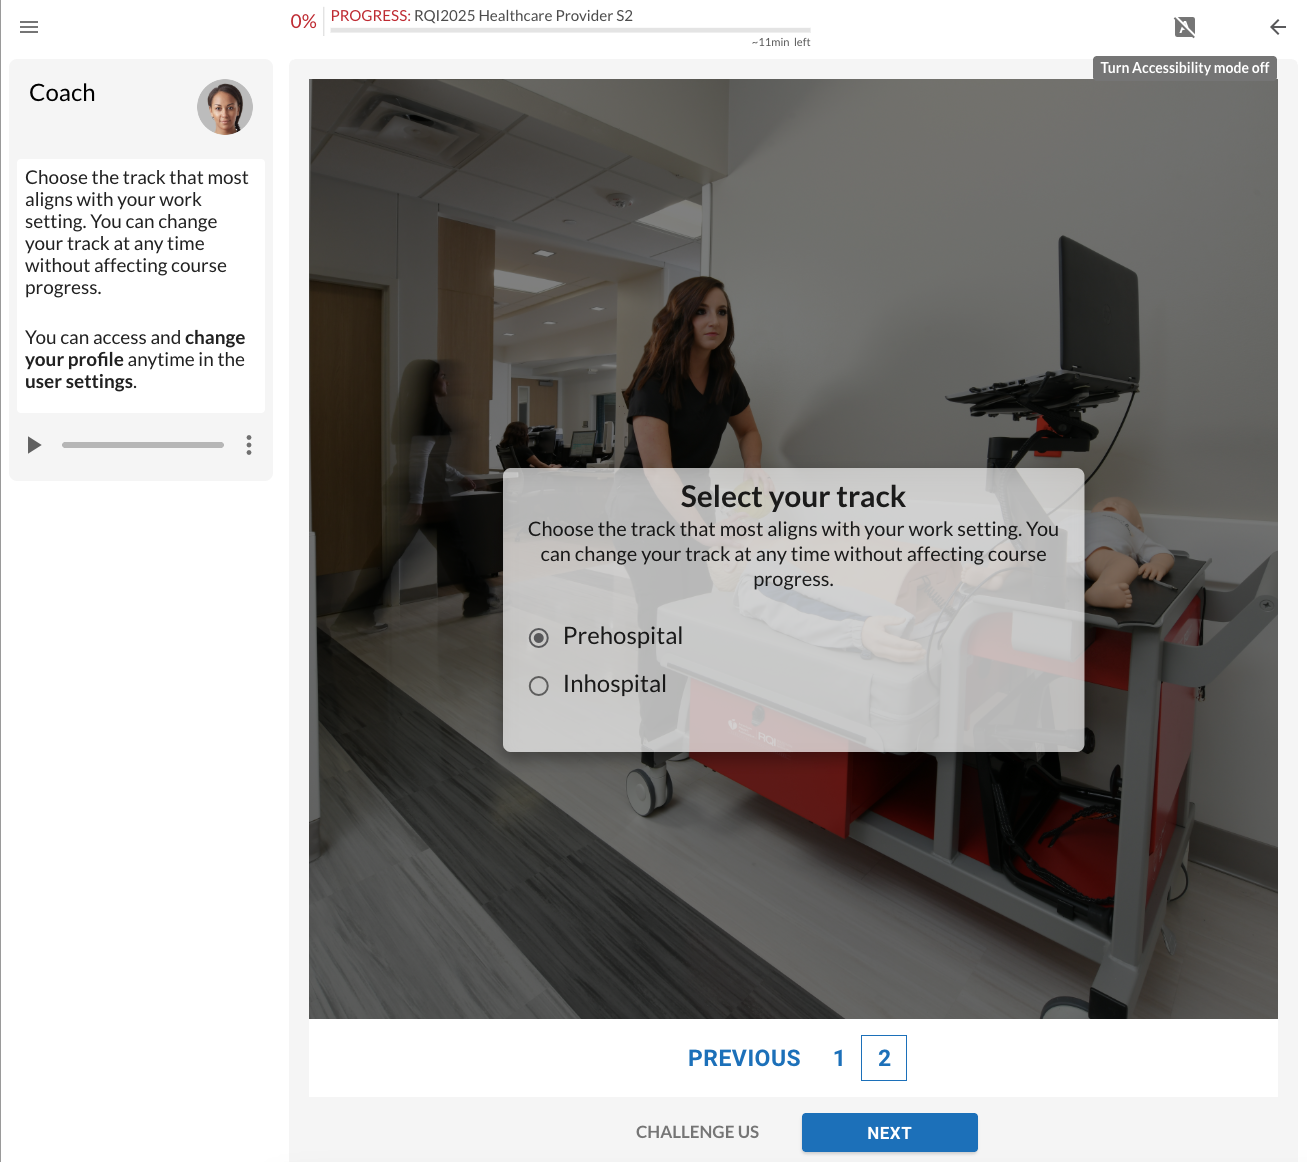 0%
PROGRESS: RQI2025 Healthcare Provider S2
~11min left
Turn Accessibility mode off
Coach
Choose the track that most
aligns with your work
setting. You can change
your track at any time
without affecting course
progress.
You can access and change
your profile anytime in the
user settings.
Select your track
Choose the track that most aligns with your work setting. You
can change your track at any time without affecting course
progress.
Prehospital
Inhospital
RQI
PREVIOUS 1 2
CHALLENGE US NEXT